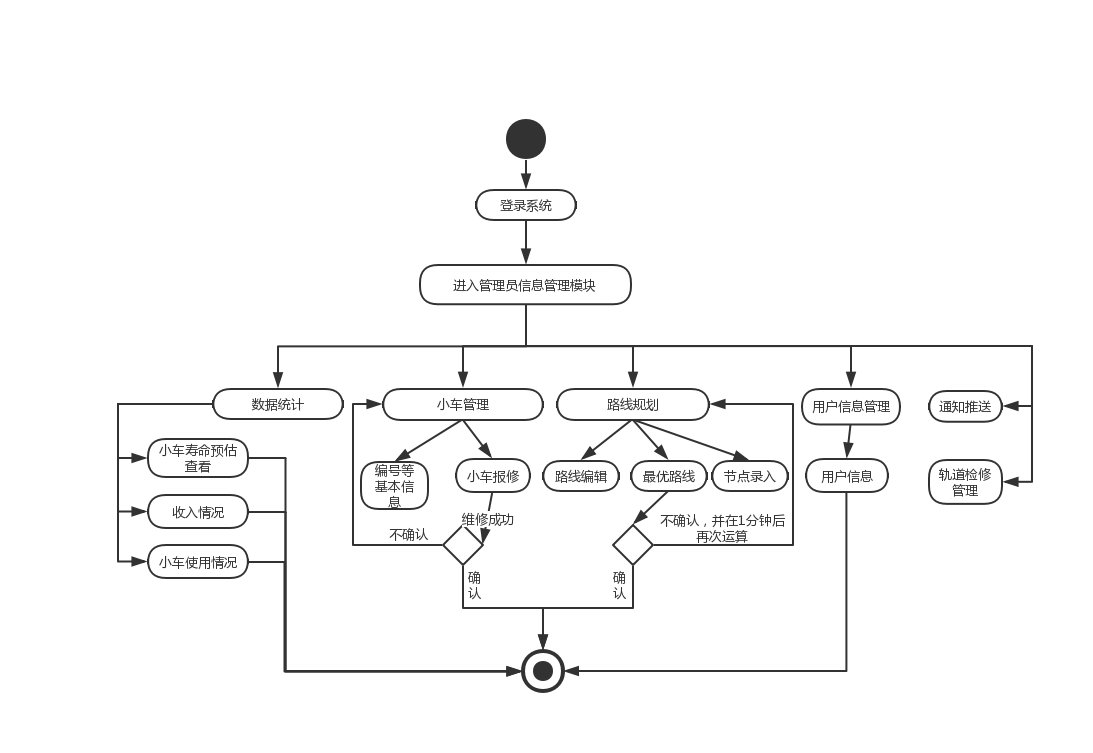 登录系统
进入管理员信息管理模块
数据统计
小车管理
路线规划
用户信息管理
通知推送
小车寿命预估
查看
编号等
基本信
息
小车报修
路线编辑
最优路线
节点录入
用户信息
轨道检修
管理
收入情况
维修成功
不确认，并在1分钟后
再次运算
不确认
小车使用情况
确
认
确
认